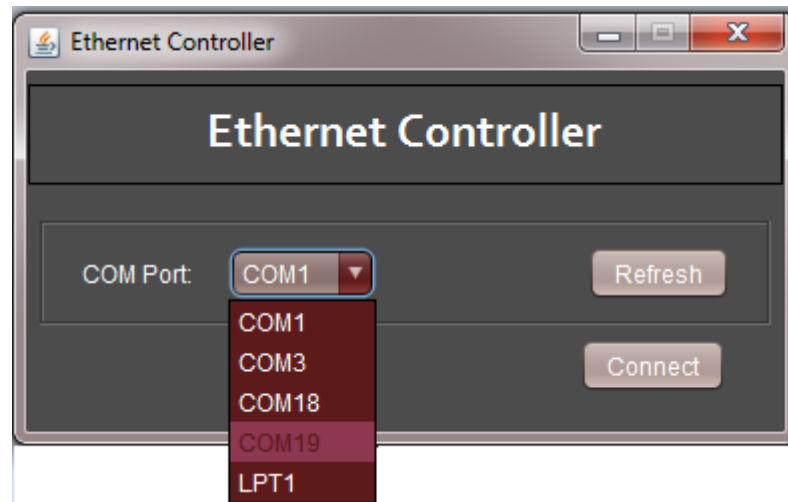 Ethernet Controller
Ethernet Controller
COM Port: COM1 Refresh
COM1
COM3
Connect
COM18
COM19
LPT1